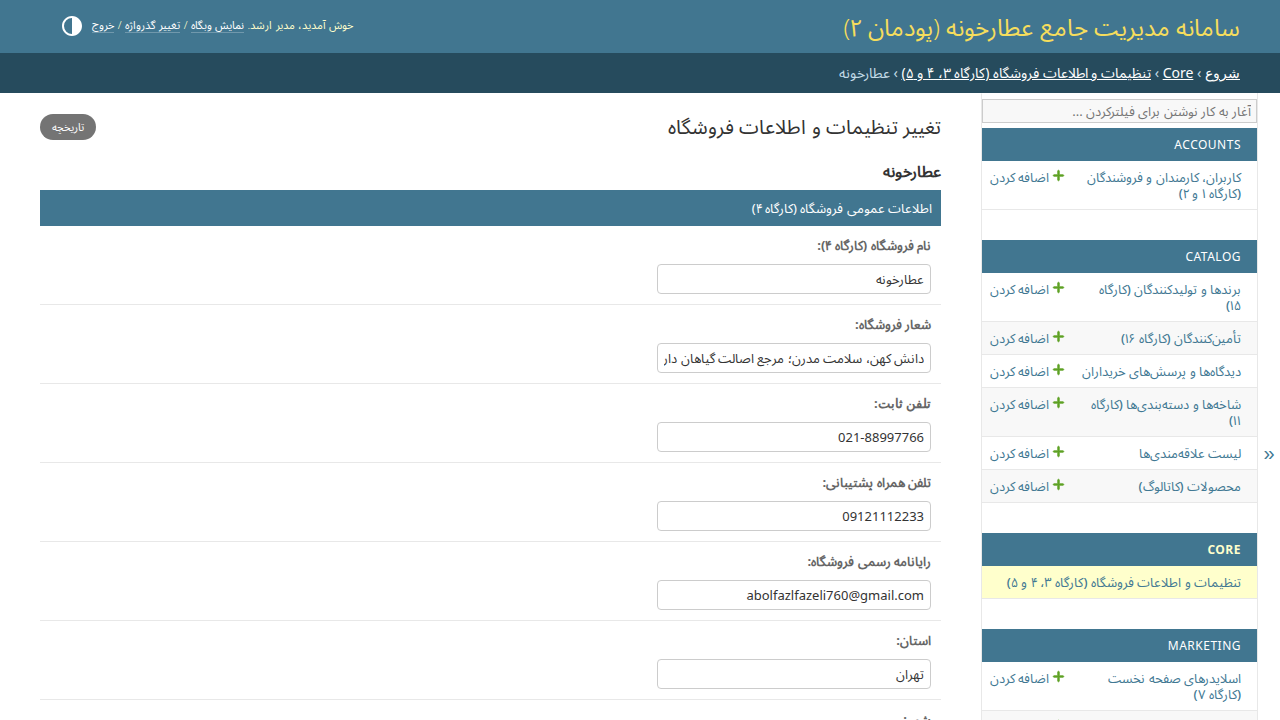 سامانه مدیریت جامع عطارخونه (پودمان ۲)
خوش آمدید، مدیر ارشد. نمایش وبگاه / تغییر گذرواژه / خروج
شروع › Core › تنظیمات و اطلاعات فروشگاه (کارگاه ۳، ۴ و ۵) › عطارخونه
آغار به کار نوشتن برای فیلترکردن ...
ACCOUNTS
کاربران، کارمندان و فروشندگان (کارگاه ۱ و ۲)
اضافه کردن
CATALOG
برندها و تولیدکنندگان (کارگاه ۱۵)
اضافه کردن
تأمین‌کنندگان (کارگاه ۱۶)
اضافه کردن
دیدگاه‌ها و پرسش‌های خریداران
اضافه کردن
شاخه‌ها و دسته‌بندی‌ها (کارگاه ۱۱)
اضافه کردن
لیست علاقه‌مندی‌ها
اضافه کردن
محصولات (کاتالوگ)
اضافه کردن
CORE
تنظیمات و اطلاعات فروشگاه (کارگاه ۳، ۴ و ۵)
MARKETING
اسلایدرهای صفحه نخست (کارگاه ۷)
اضافه کردن
»
تغییر تنظیمات و اطلاعات فروشگاه
تاریخچه
عطارخونه
اطلاعات عمومی فروشگاه (کارگاه ۴)
نام فروشگاه (کارگاه ۴):
عطارخونه
شعار فروشگاه:
دانش کهن، سلامت مدرن؛ مرجع اصالت گیاهان دار
تلفن ثابت:
021-88997766
تلفن همراه پشتیبانی:
09121112233
رایانامه رسمی فروشگاه:
abolfazlfazeli760@gmail.com
استان:
تهران